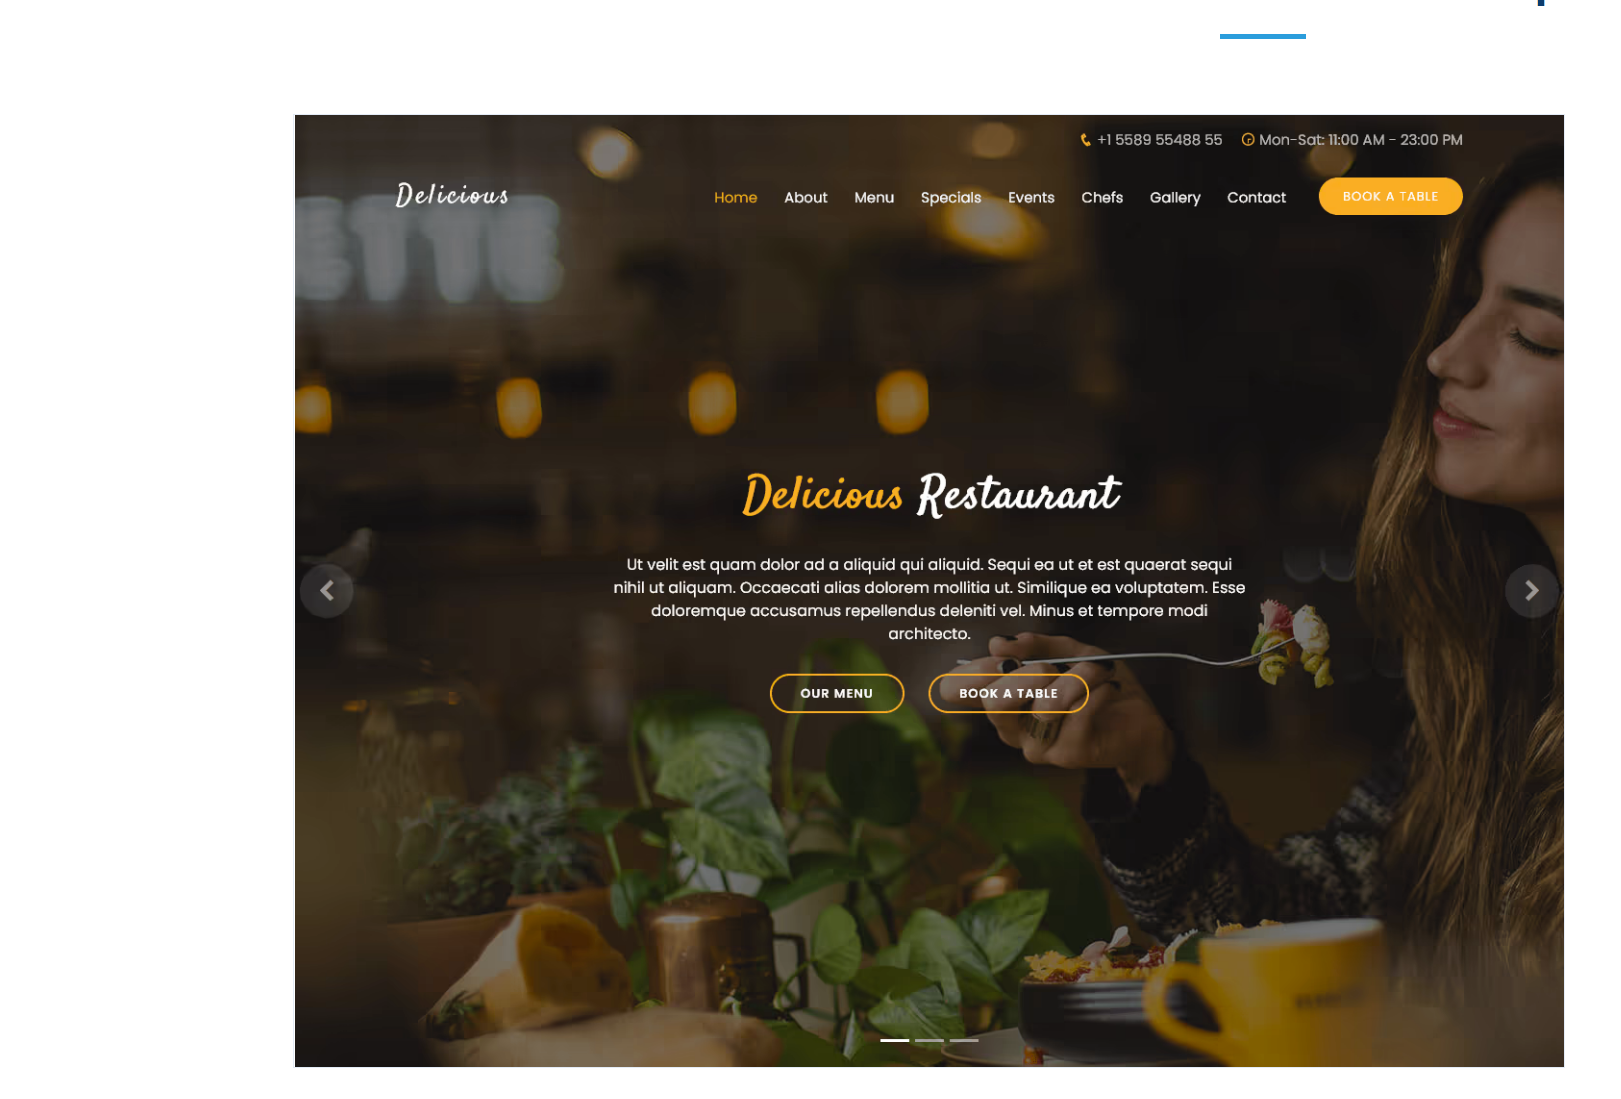 +1 5589 55488 55 Mon-Sat: 11:00 AM - 23:00 PM
Delicious Home About Menu Specials Events Chefs Gallery Contact BOOK A TABLE
ETTE
Delicious Restaurant
Ut velit est quam dolor ad a aliquid qui aliquid. Sequi ea ut et est quaerat sequi
nihil ut aliquam. Occaecati alias dolorem mollitia ut. Similique ea voluptatem. Esse
doloremque accusamus repellendus deleniti vel. Minus et tempore modi
architecto.
OUR MENU BOOK A TABLE